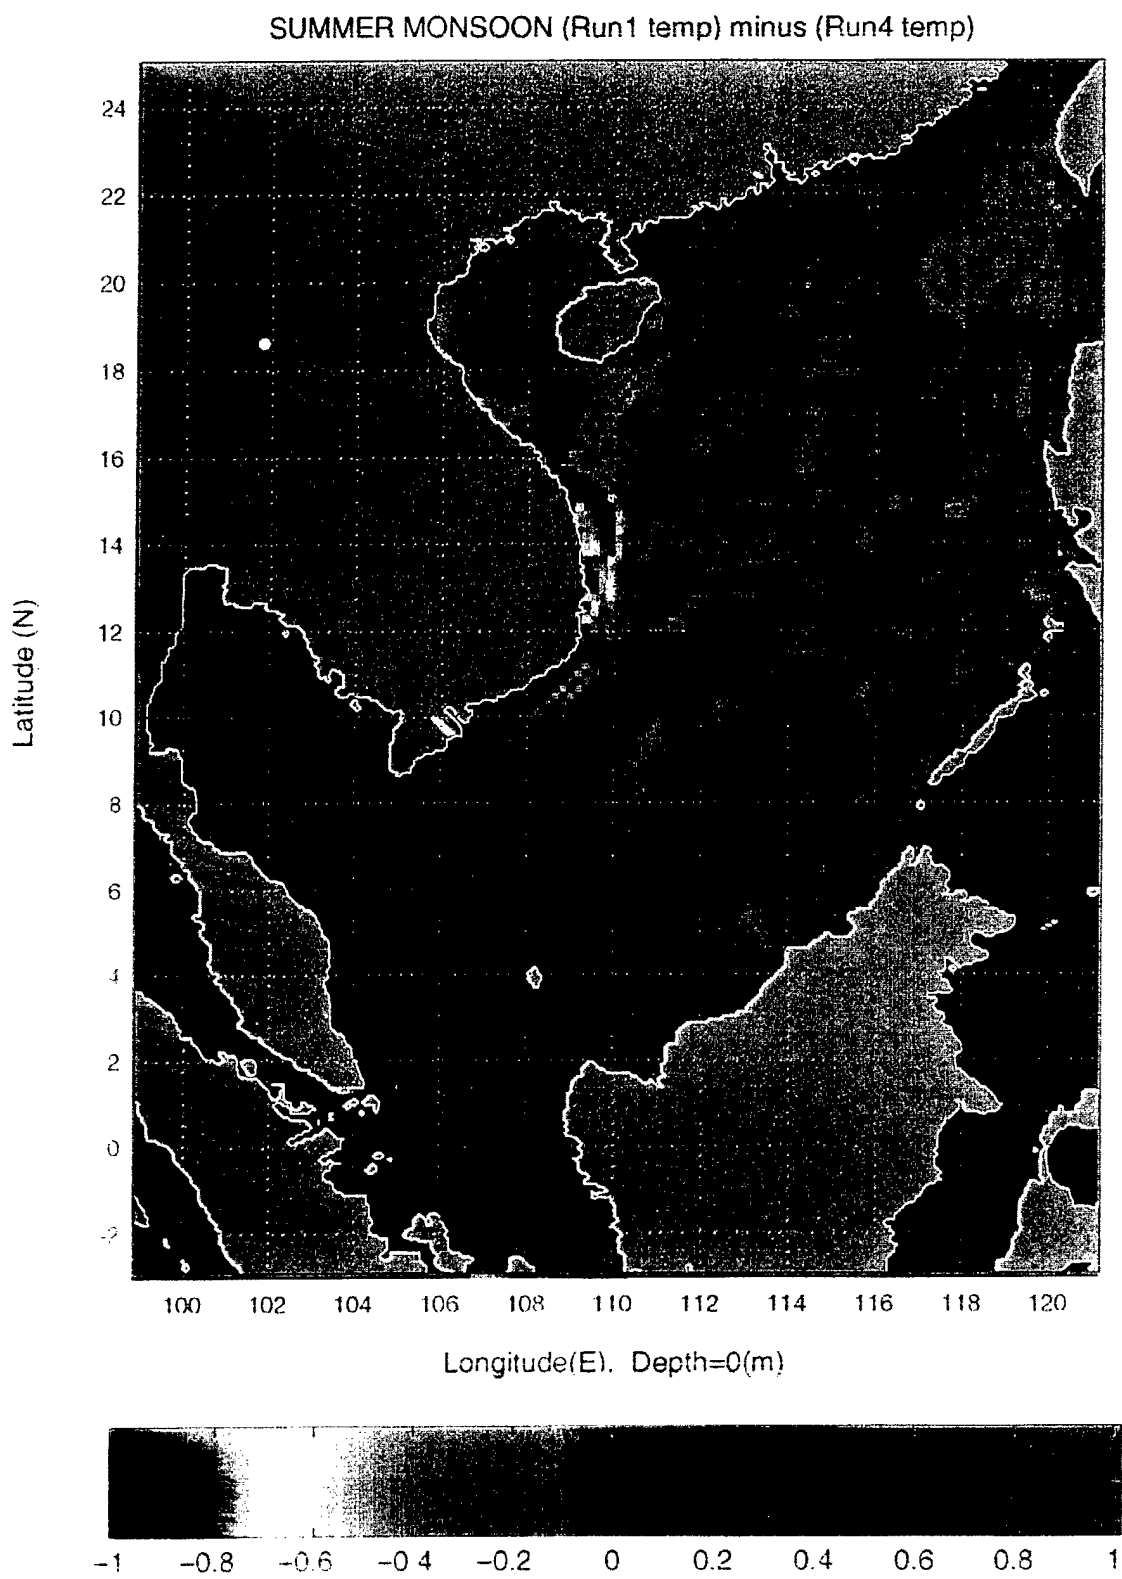 SUMMER MONSOON (Run1 temp) minus (Run4 temp)
24
22
20
18
16
14
12
10
8
6
4
2
0
-2
Latitude (N)
100 102 104 106 108 110 112 114 116 118 120
Longitude(E). Depth=0(m)
-1 -0.8 -0.6 -0 4 -0.2 0 0.2 0.4 0.6 0.8 1